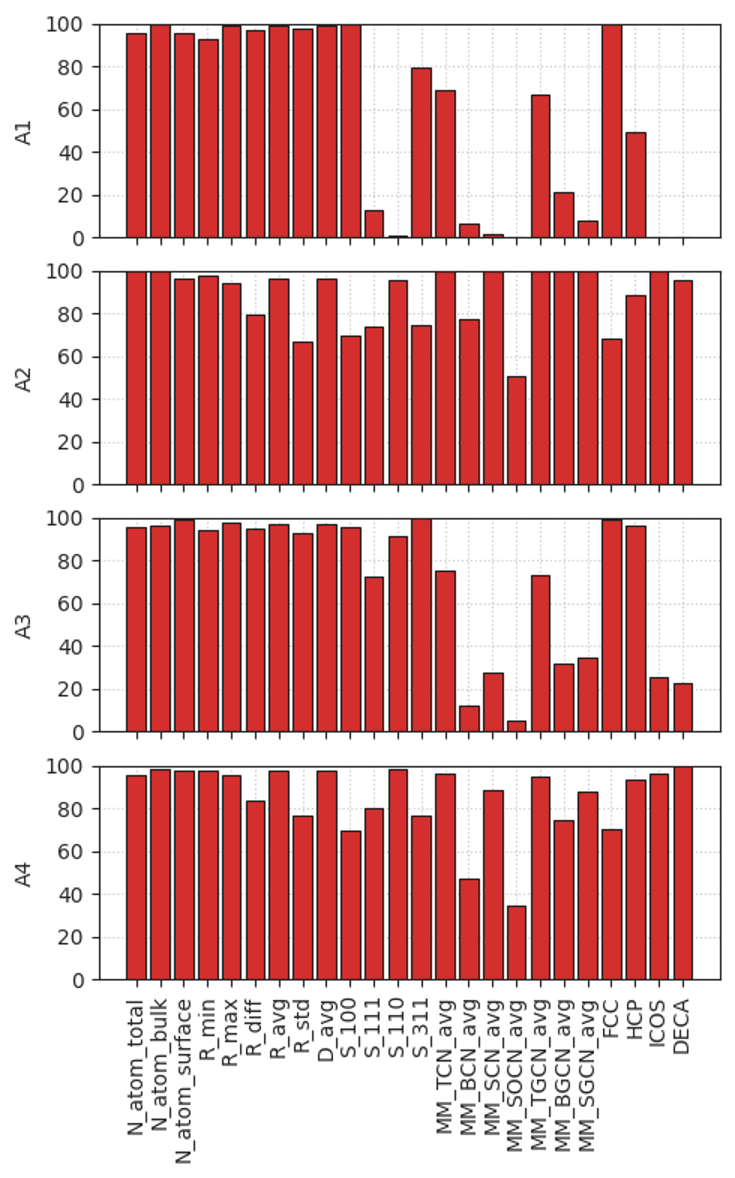 100
80
60
40
20
0
A1
100
80
60
40
20
0
A2
100
80
60
40
20
0
A3
100
80
60
40
20
0
A4
N_atom_total
N_atom_bulk
N_atom_surface
R_min
R_max
R_diff
R_avg
R_std
D_avg
S_100
S_111
S_110
S_311
MM_TCN_avg
MM_BCN_avg
MM_SCN_avg
MM_SOCN_avg
MM_TGCN_avg
MM_BGCN_avg
MM_SGCN_avg
FCC
HCP
ICOS
DECA